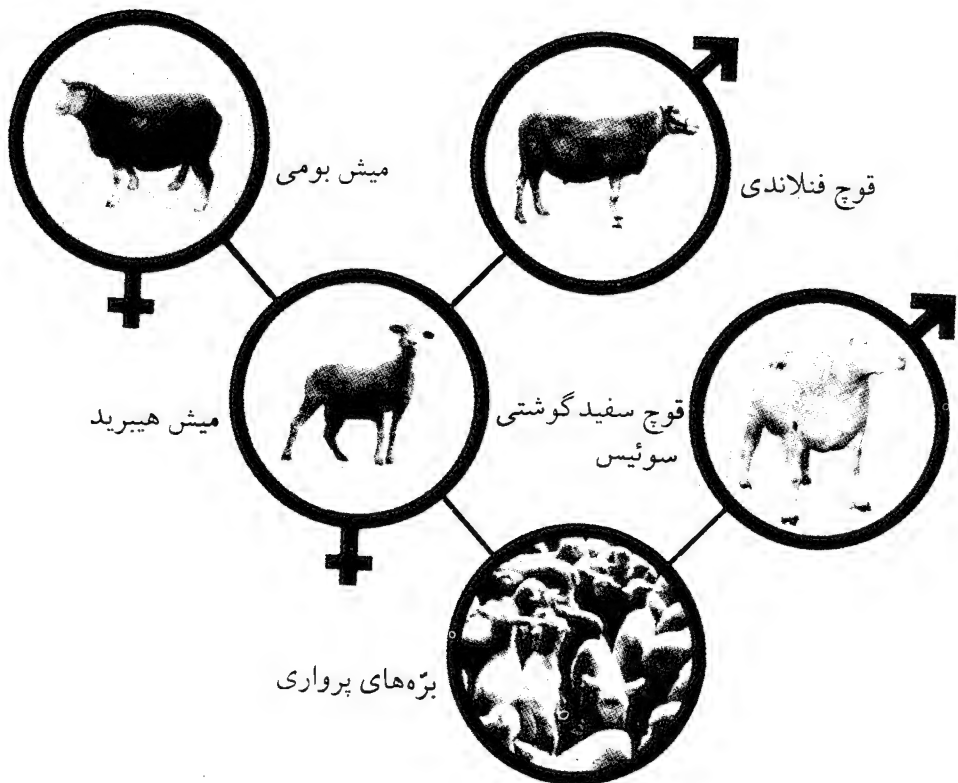 میش بومی
قوچ فنلاندی
میش هیبرید
قوچ سفید گوشتی
سوئیس
برّه‌های پرواری